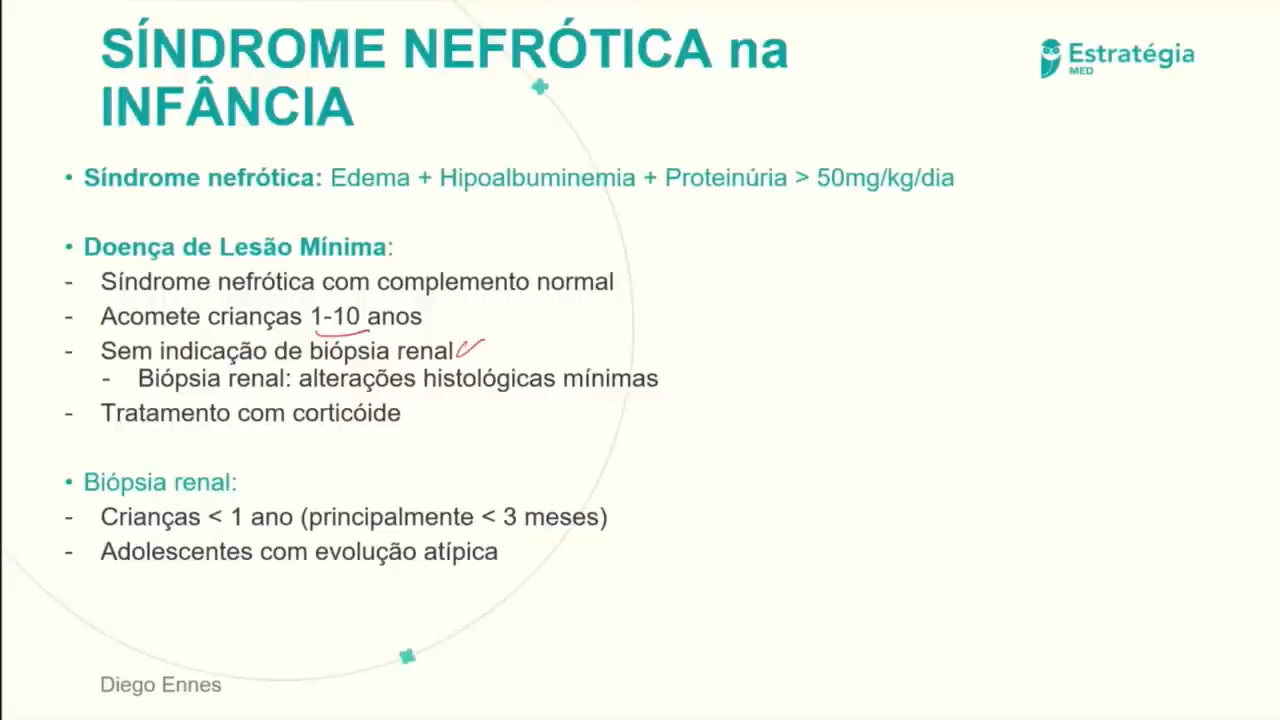 SÍNDROME NEFRÓTICA na
INFÂNCIA
Estratégia
MED
• Síndrome nefrótica: Edema + Hipoalbuminemia + Proteinúria > 50mg/kg/dia
• Doença de Lesão Mínima:
- Síndrome nefrótica com complemento normal
- Acomete crianças 1-10 anos
- Sem indicação de biópsia renal
- Biópsia renal: alterações histológicas mínimas
- Tratamento com corticóide
• Biópsia renal:
- Crianças < 1 ano (principalmente < 3 meses)
- Adolescentes com evolução atípica
Diego Ennes